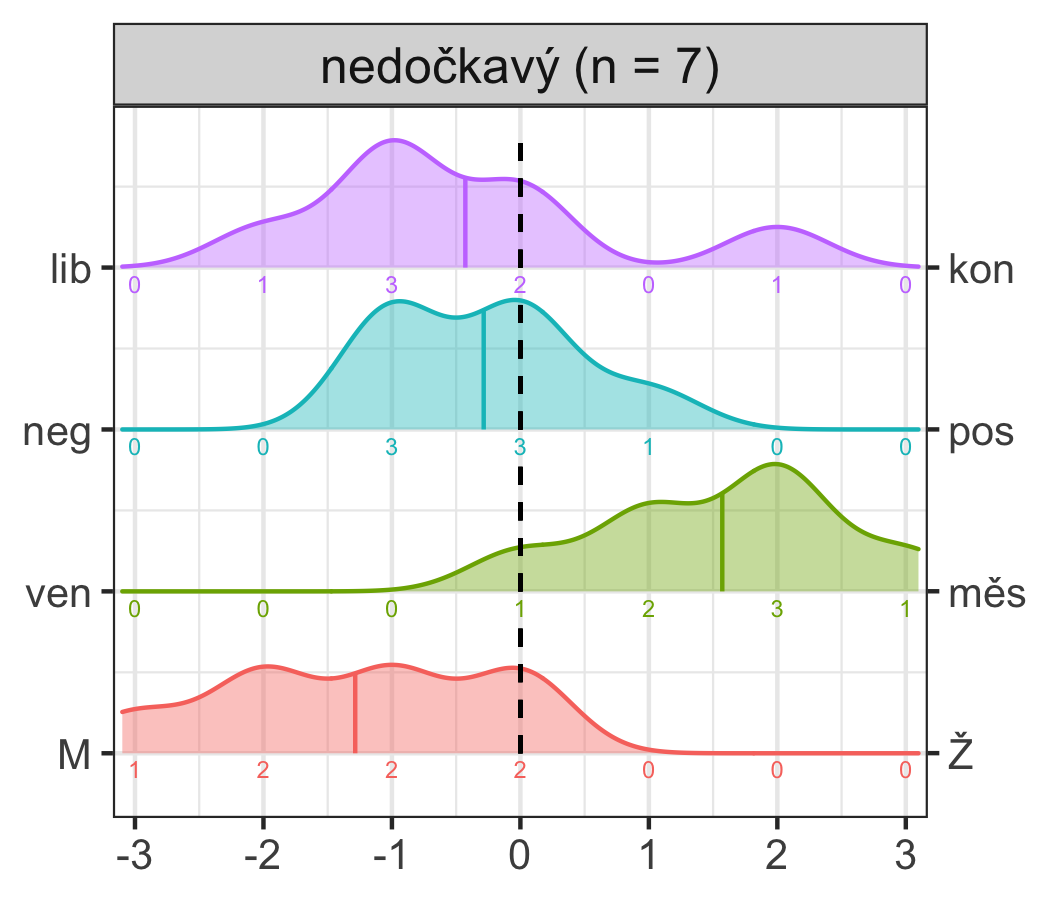 nedočkavý (n = 7)
lib kon
0 1 3 2 0 1 0
neg pos
0 0 3 3 1 0 0
ven měs
0 0 0 1 2 3 1
M Ž
1 2 2 2 0 0 0
-3 -2 -1 0 1 2 3